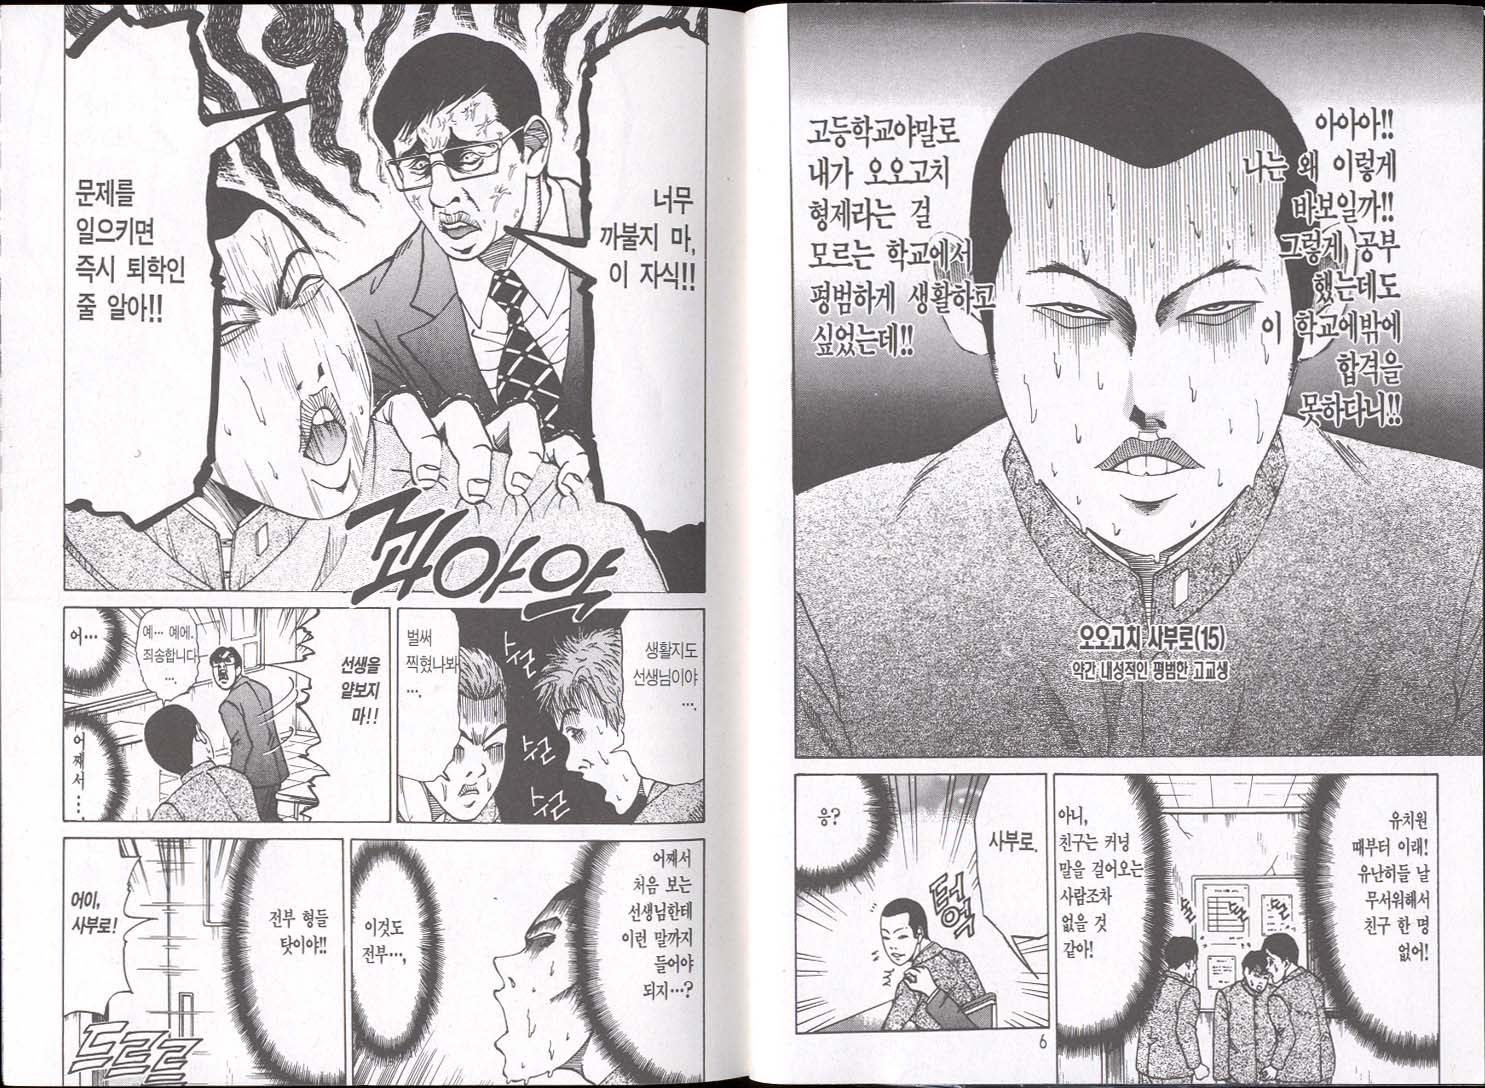 아아아!!
나는 왜 이렇게
바보일까!!
그렇게 공부
했는데도
이 학교에밖에
합격을
못하다니!!
고등학교야말로
내가 오오고치
형제라는 걸
모르는 학교에서
평범하게 생활하고
싶었는데!!
오오고치 사부로(15)
약간 내성적인 평범한 고교생
유치원
때부터 이래!
유난히들 날
무서워해서
친구 한 명
없어!
아니,
친구는 커녕
말을 걸어오는
사람조차
없을 것
같아!
사부로.
턱
응?
6
너무
까불지 마,
이 자식!!
문제를
일으키면
즉시 퇴학인
줄 알아!!
꽈아악
생활지도
선생님이야
….
벌써
찍혔나봐
….
수군
수군
수군
선생을
얕보지
마!!
예… 예에.
죄송합니다
….
어…
어째서…,
어째서
처음 보는
선생님한테
이런 말까지
들어야
되지…?
이것도
전부…,
전부 형들
탓이야!!
어이,
사부로!
드르륵